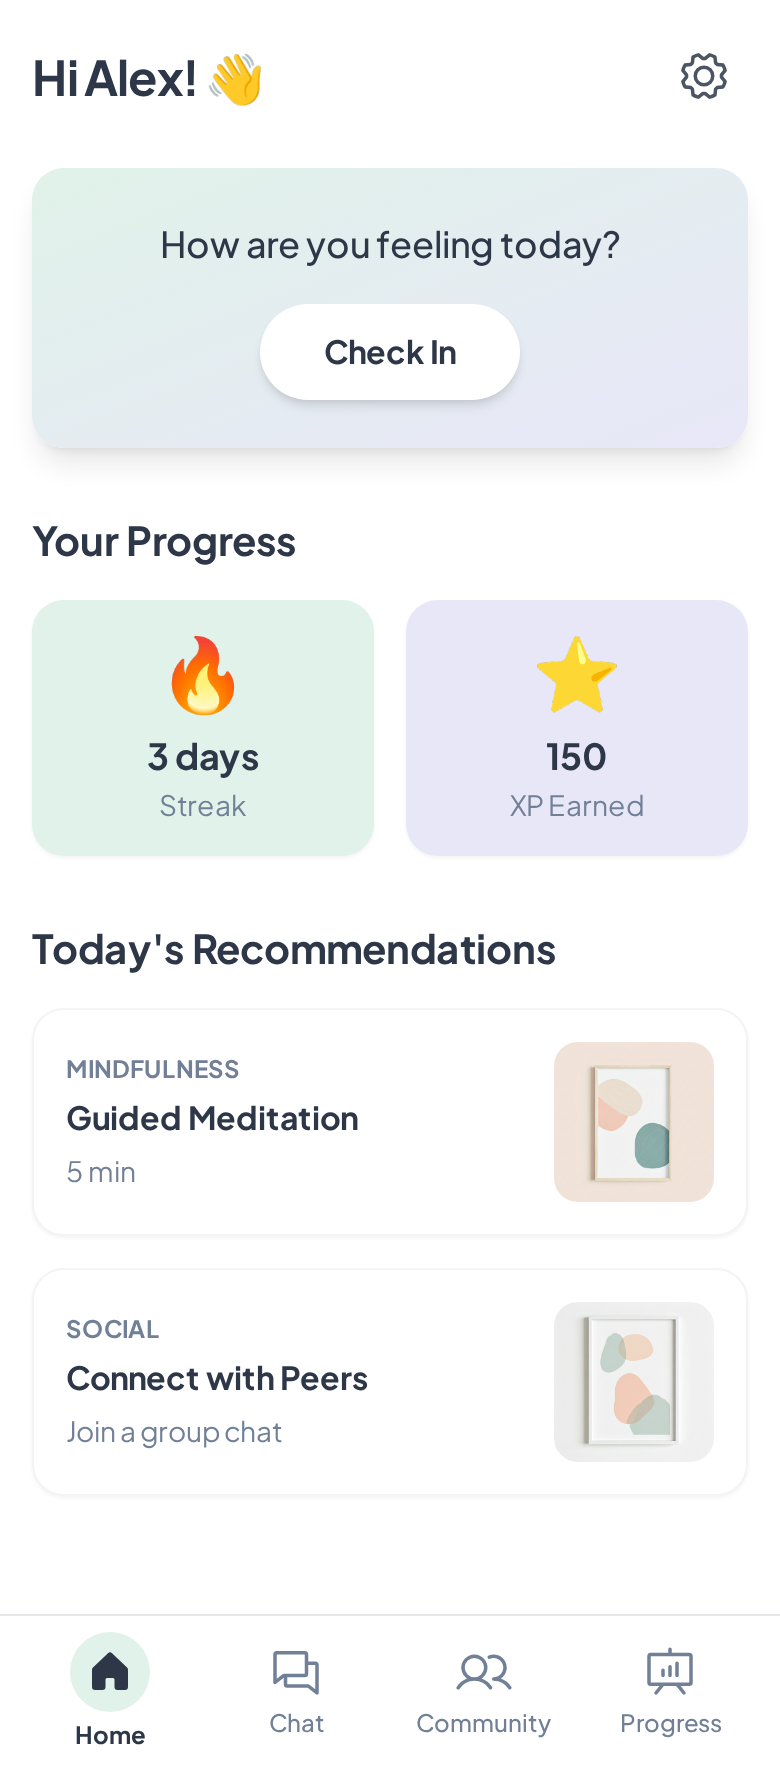 Hi Alex! 👋
How are you feeling today?
Check In
Your Progress
3 days
Streak
150
XP Earned
Today's Recommendations
MINDFULNESS
Guided Meditation
5 min
SOCIAL
Connect with Peers
Join a group chat
Home
Chat
Community
Progress